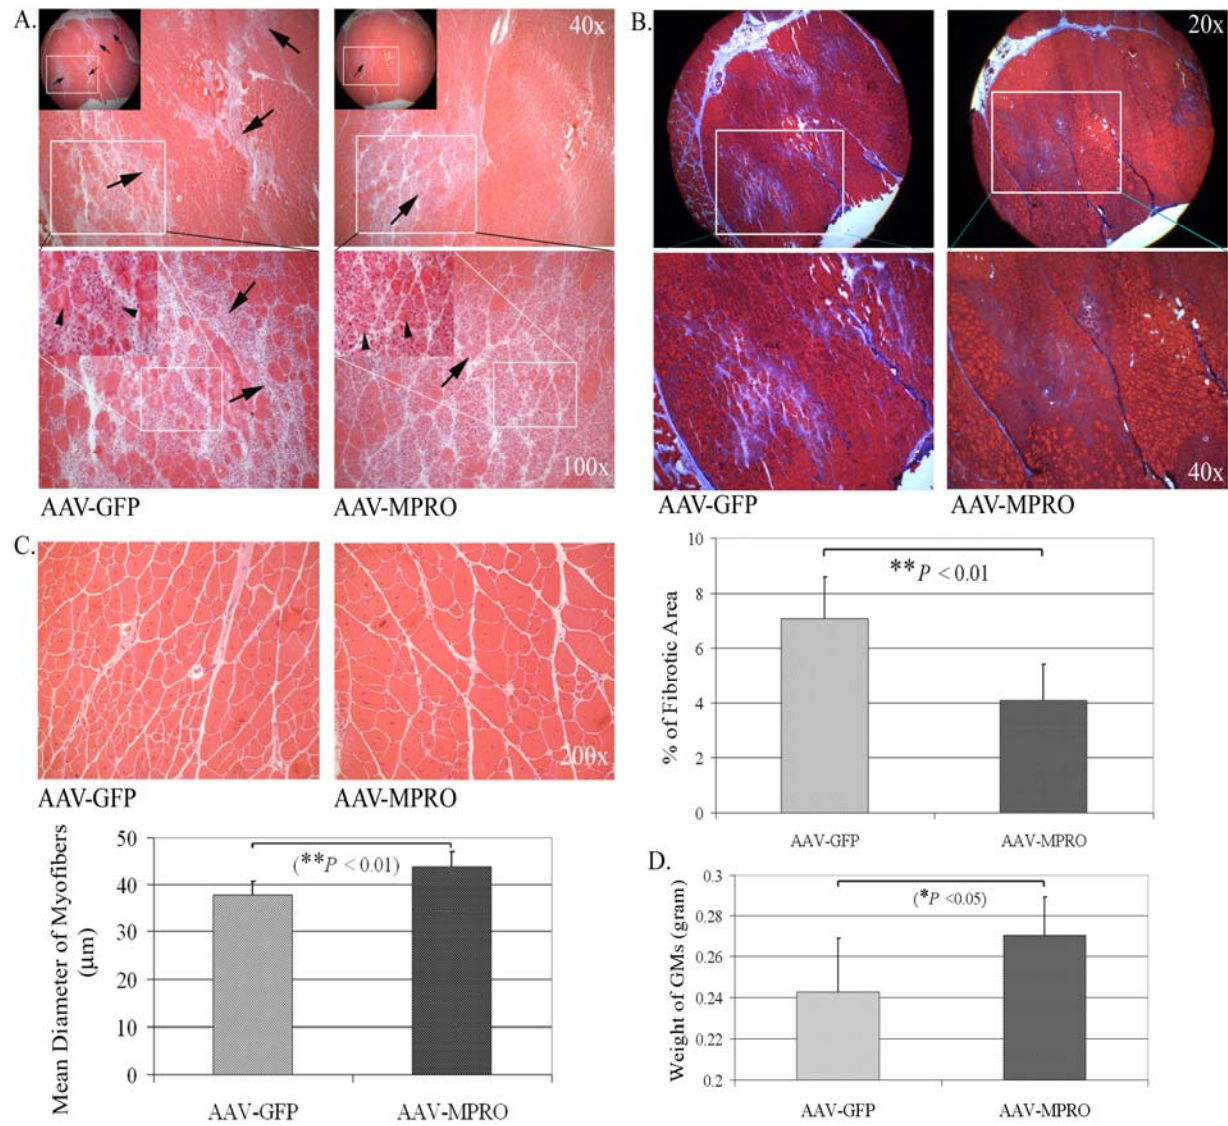 A.
40x
100x
AAV-GFP
AAV-MPRO
B.
20x
40x
AAV-GFP
AAV-MPRO
10
8
6
4
2
0
% of Fibrotic Area
**P < 0.01
AAV-GFP
AAV-MPRO
C.
200x
AAV-GFP
AAV-MPRO
50
40
30
20
10
0
Mean Diameter of Myofibers
(µm)
(**P < 0.01)
AAV-GFP
AAV-MPRO
D.
0.3
0.28
0.26
0.24
0.22
0.2
Weight of GMs (gram)
(*P <0.05)
AAV-GFP
AAV-MPRO